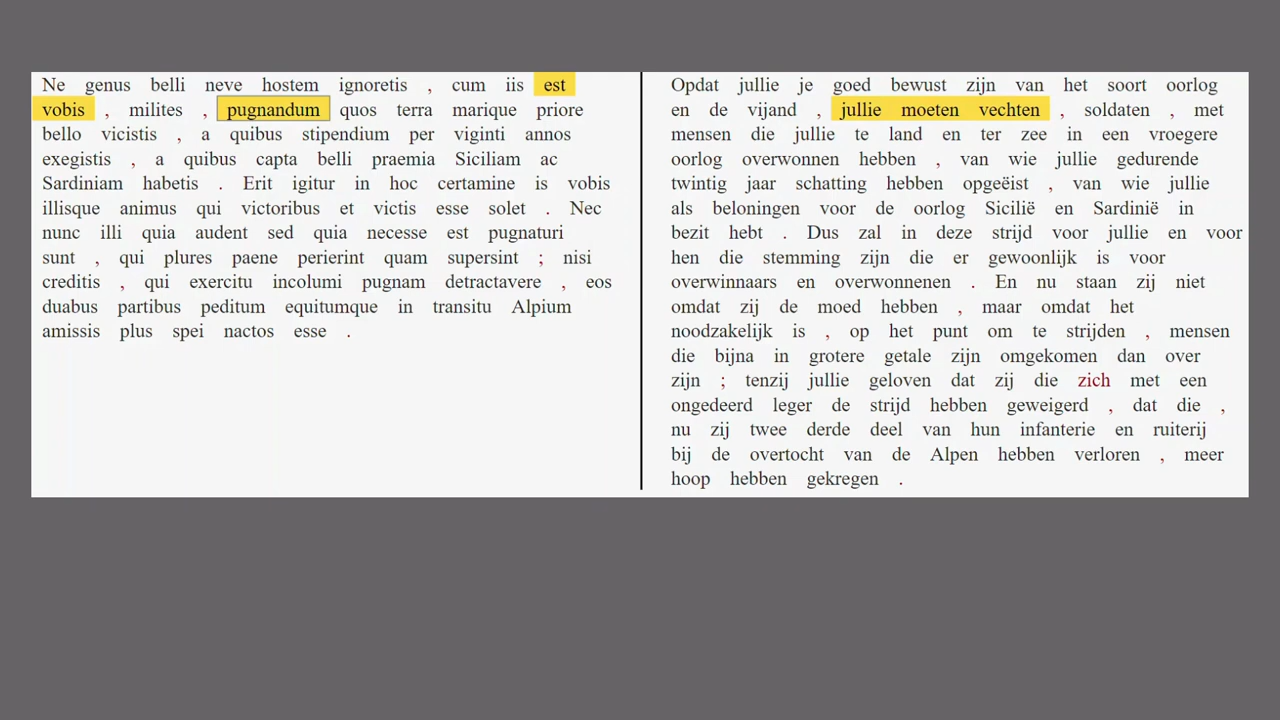 Ne genus belli neve hostem ignoretis , cum iis est
vobis , milites , pugnandum quos terra marique priore
bello vicistis , a quibus stipendium per viginti annos
exegistis , a quibus capta belli praemia Siciliam ac
Sardiniam habetis . Erit igitur in hoc certamine is vobis
illisque animus qui victoribus et victis esse solet . Nec
nunc illi quia audent sed quia necesse est pugnaturi
sunt , qui plures paene perierint quam supersint ; nisi
creditis , qui exercitu incolumi pugnam detractavere , eos
duabus partibus peditum equitumque in transitu Alpium
amissis plus spei nactos esse .
Opdat jullie je goed bewust zijn van het soort oorlog
en de vijand , jullie moeten vechten , soldaten , met
mensen die jullie te land en ter zee in een vroegere
oorlog overwonnen hebben , van wie jullie gedurende
twintig jaar schatting hebben opgeëist , van wie jullie
als beloningen voor de oorlog Sicilië en Sardinië in
bezit hebt . Dus zal in deze strijd voor jullie en voor
hen die stemming zijn die er gewoonlijk is voor
overwinnaars en overwonnenen . En nu staan zij niet
omdat zij de moed hebben , maar omdat het
noodzakelijk is , op het punt om te strijden , mensen
die bijna in grotere getale zijn omgekomen dan over
zijn ; tenzij jullie geloven dat zij die zich met een
ongedeerd leger de strijd hebben geweigerd , dat die ,
nu zij twee derde deel van hun infanterie en ruiterij
bij de overtocht van de Alpen hebben verloren , meer
hoop hebben gekregen .